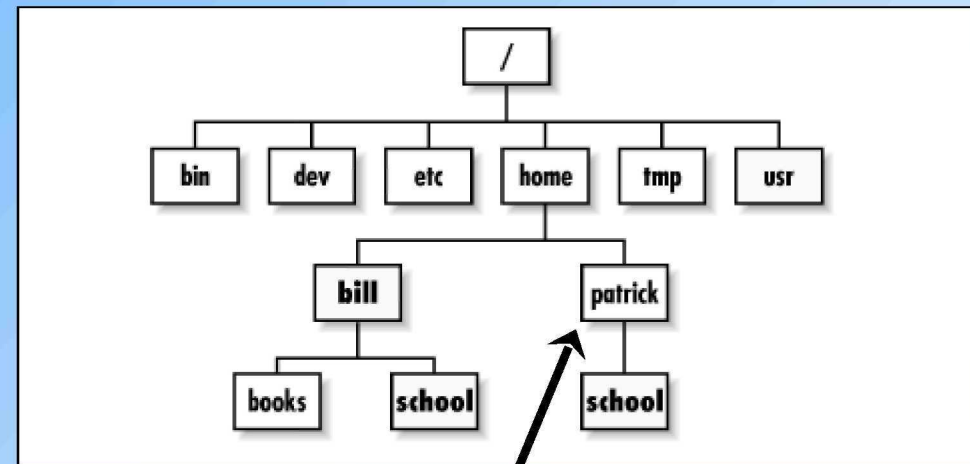 /
bin dev etc home tmp usr
bill patrick
books school school